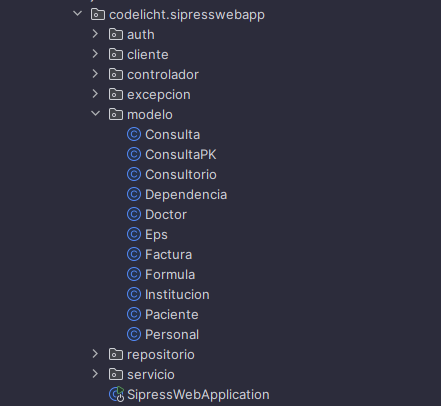 codelicht.sipresswebapp
auth
cliente
controlador
excepcion
modelo
Consulta
ConsultaPK
Consultorio
Dependencia
Doctor
Eps
Factura
Formula
Institucion
Paciente
Personal
repositorio
servicio
SipressWebApplication